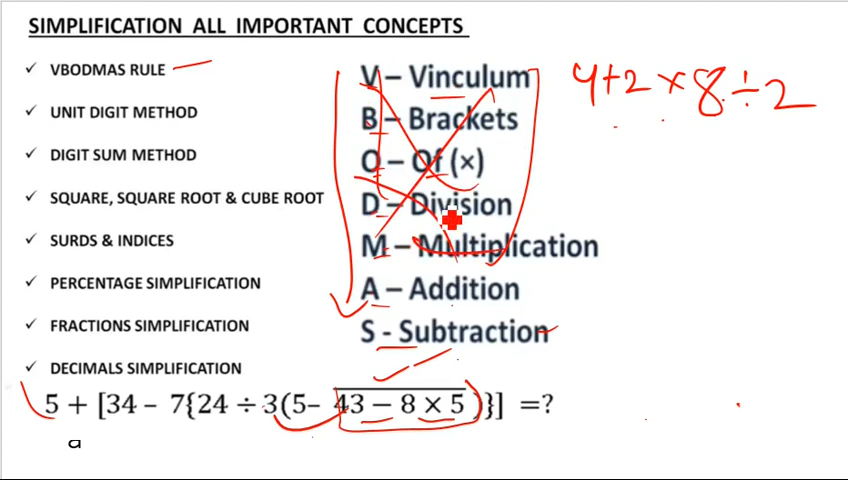 SIMPLIFICATION ALL IMPORTANT CONCEPTS
✓ VBODMAS RULE
✓ UNIT DIGIT METHOD
✓ DIGIT SUM METHOD
✓ SQUARE, SQUARE ROOT & CUBE ROOT
✓ SURDS & INDICES
✓ PERCENTAGE SIMPLIFICATION
✓ FRACTIONS SIMPLIFICATION
✓ DECIMALS SIMPLIFICATION
V – Vinculum
B – Brackets
O – Of (×)
D – Division
M – Multiplication
A – Addition
S - Subtraction
4+2 × 8 ÷ 2
5 + [34 – 7{24 ÷ 3(5– 43 – 8 × 5 )}] =?
a